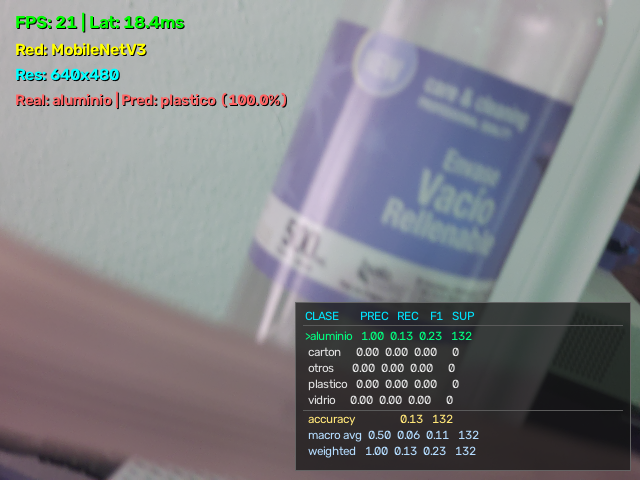 FPS: 21 | Lat: 18.4ms
Red: MobileNetV3
Res: 640x480
Real: aluminio | Pred: plastico (100.0%)
care & cleaning
PROFESSIONAL QUALITY
Envase
Vacío
Rellenable
CLASE PREC REC F1 SUP
>aluminio 1.00 0.13 0.23 132
carton 0.00 0.00 0.00 0
otros 0.00 0.00 0.00 0
plastico 0.00 0.00 0.00 0
vidrio 0.00 0.00 0.00 0
accuracy 0.13 132
macro avg 0.50 0.06 0.11 132
weighted 1.00 0.13 0.23 132